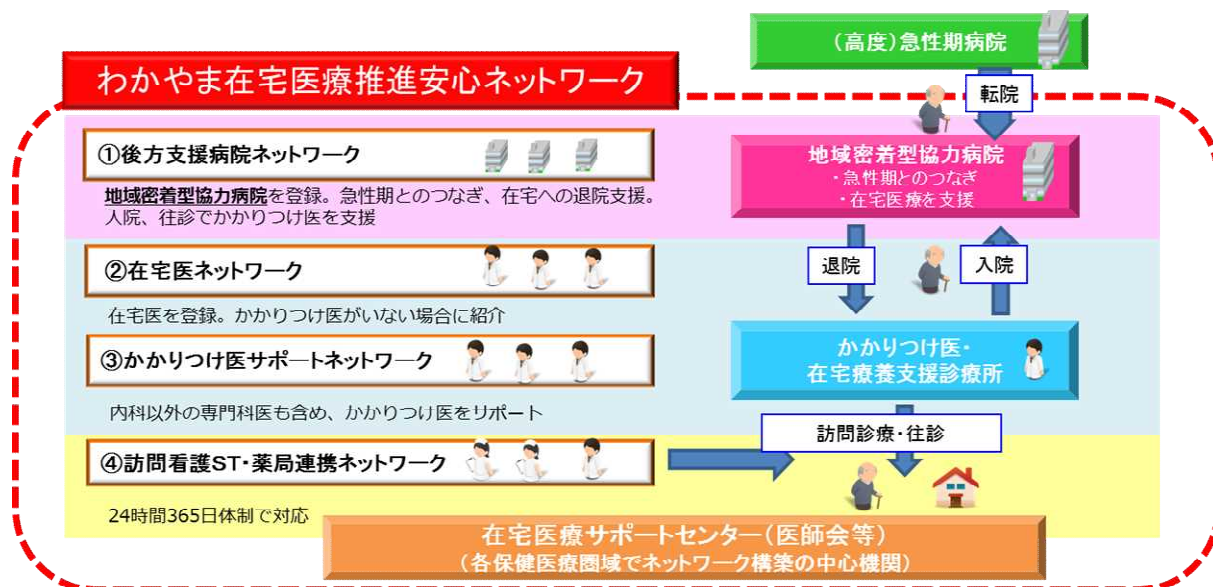 (高度)急性期病院
わかやま在宅医療推進安心ネットワーク
転院
①後方支援病院ネットワーク
地域密着型協力病院を登録。急性期とのつなぎ、在宅への退院支援。
入院、往診でかかりつけ医を支援
地域密着型協力病院
・急性期とのつなぎ
・在宅医療を支援
②在宅医ネットワーク
在宅医を登録。かかりつけ医がいない場合に紹介
退院
入院
③かかりつけ医サポートネットワーク
内科以外の専門科医も含め、かかりつけ医をリポート
かかりつけ医・
在宅療養支援診療所
訪問診療・往診
④訪問看護ST・薬局連携ネットワーク
24時間365日体制で対応
在宅医療サポートセンター(医師会等)
(各保健医療圏域でネットワーク構築の中心機関)